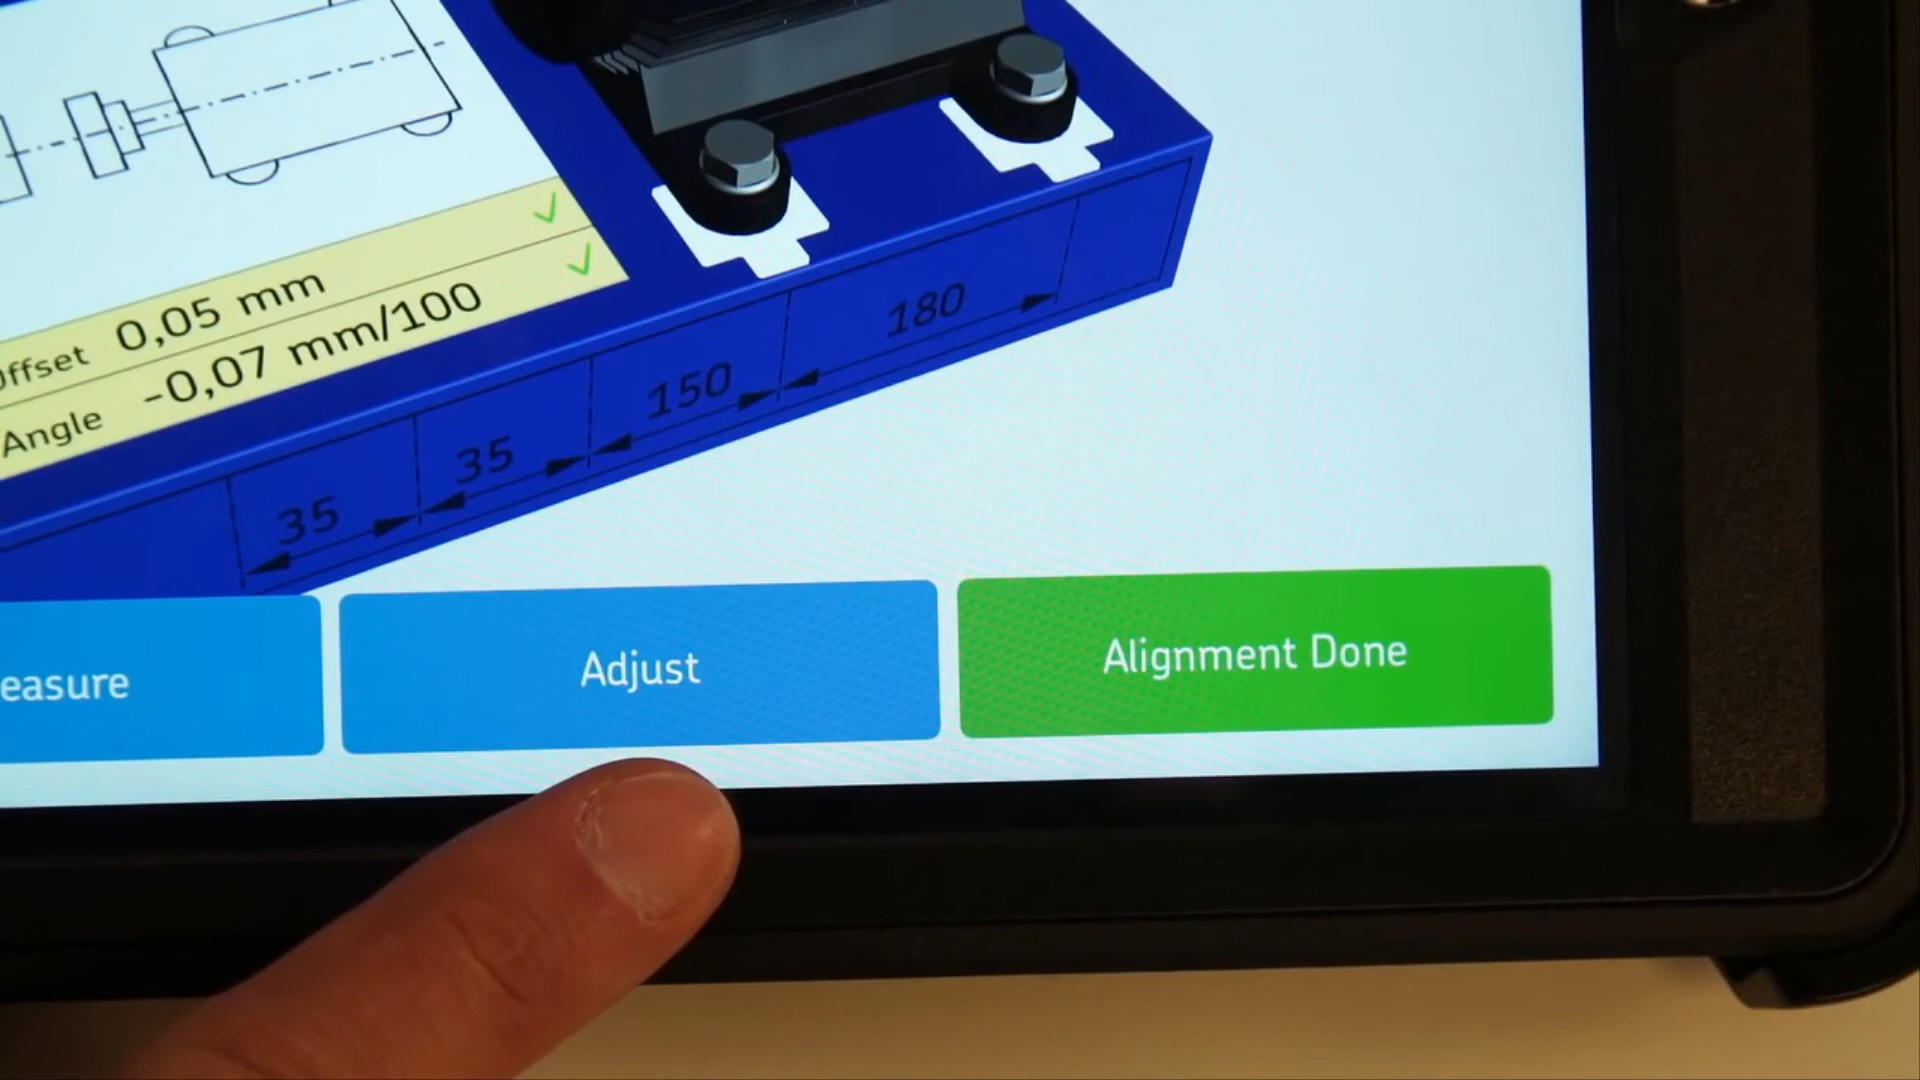 Offset 0,05 mm
Angle -0,07 mm/100
35
35
150
180
easure
Adjust
Alignment Done